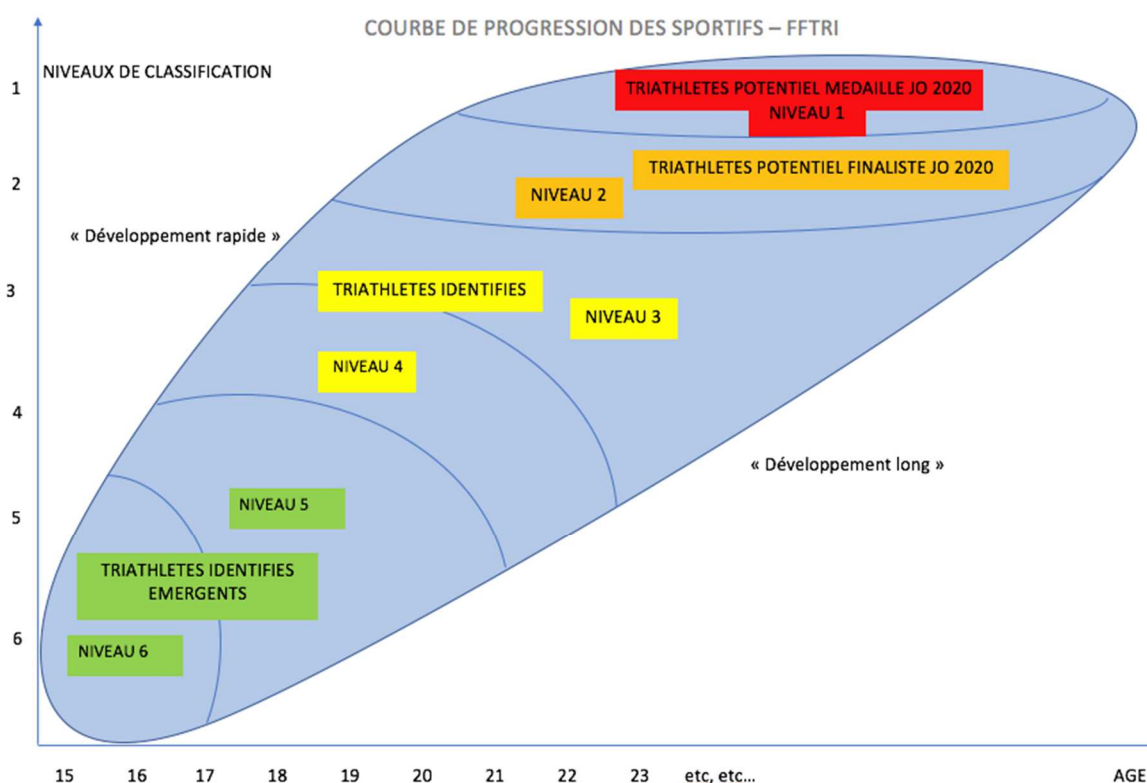 COURBE DE PROGRESSION DES SPORTIFS – FFTRI
NIVEAUX DE CLASSIFICATION
1
TRIATHLETES POTENTIEL MEDAILLE JO 2020
NIVEAU 1
2
TRIATHLETES POTENTIEL FINALISTE JO 2020
NIVEAU 2
« Développement rapide »
3
TRIATHLETES IDENTIFIES
NIVEAU 3
NIVEAU 4
4
« Développement long »
5
NIVEAU 5
TRIATHLETES IDENTIFIES
EMERGENTS
6
NIVEAU 6
15 16 17 18 19 20 21 22 23 etc, etc... AGE